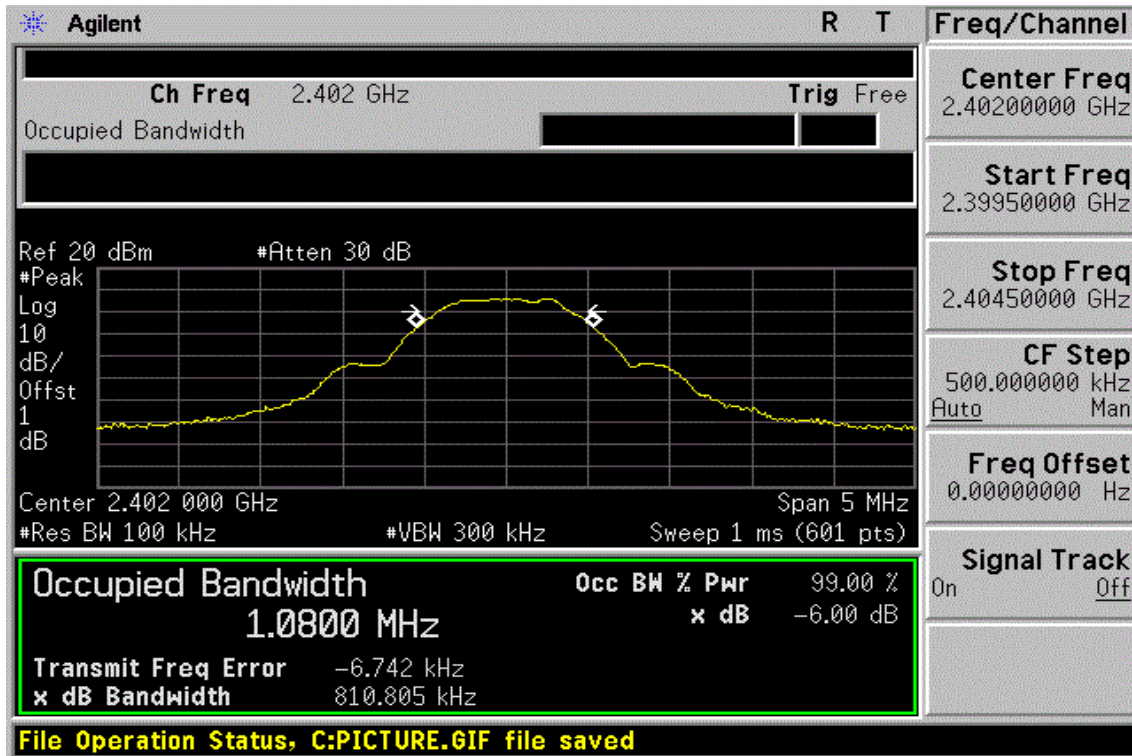 Agilent R T
Ch Freq 2.402 GHz Trig Free
Occupied Bandwidth
Ref 20 dBm #Atten 30 dB
#Peak
Log
10
dB/
Offst
1
dB
Center 2.402 000 GHz Span 5 MHz
#Res BW 100 kHz #VBW 300 kHz Sweep 1 ms (601 pts)
Occupied Bandwidth
1.0800 MHz
Occ BW % Pwr 99.00 %
x dB -6.00 dB
Transmit Freq Error -6.742 kHz
x dB Bandwidth 810.805 kHz
File Operation Status, C:PICTURE.GIF file saved
Freq/Channel
Center Freq
2.40200000 GHz
Start Freq
2.39950000 GHz
Stop Freq
2.40450000 GHz
CF Step
500.000000 kHz
Auto Man
Freq Offset
0.00000000 Hz
Signal Track
On Off